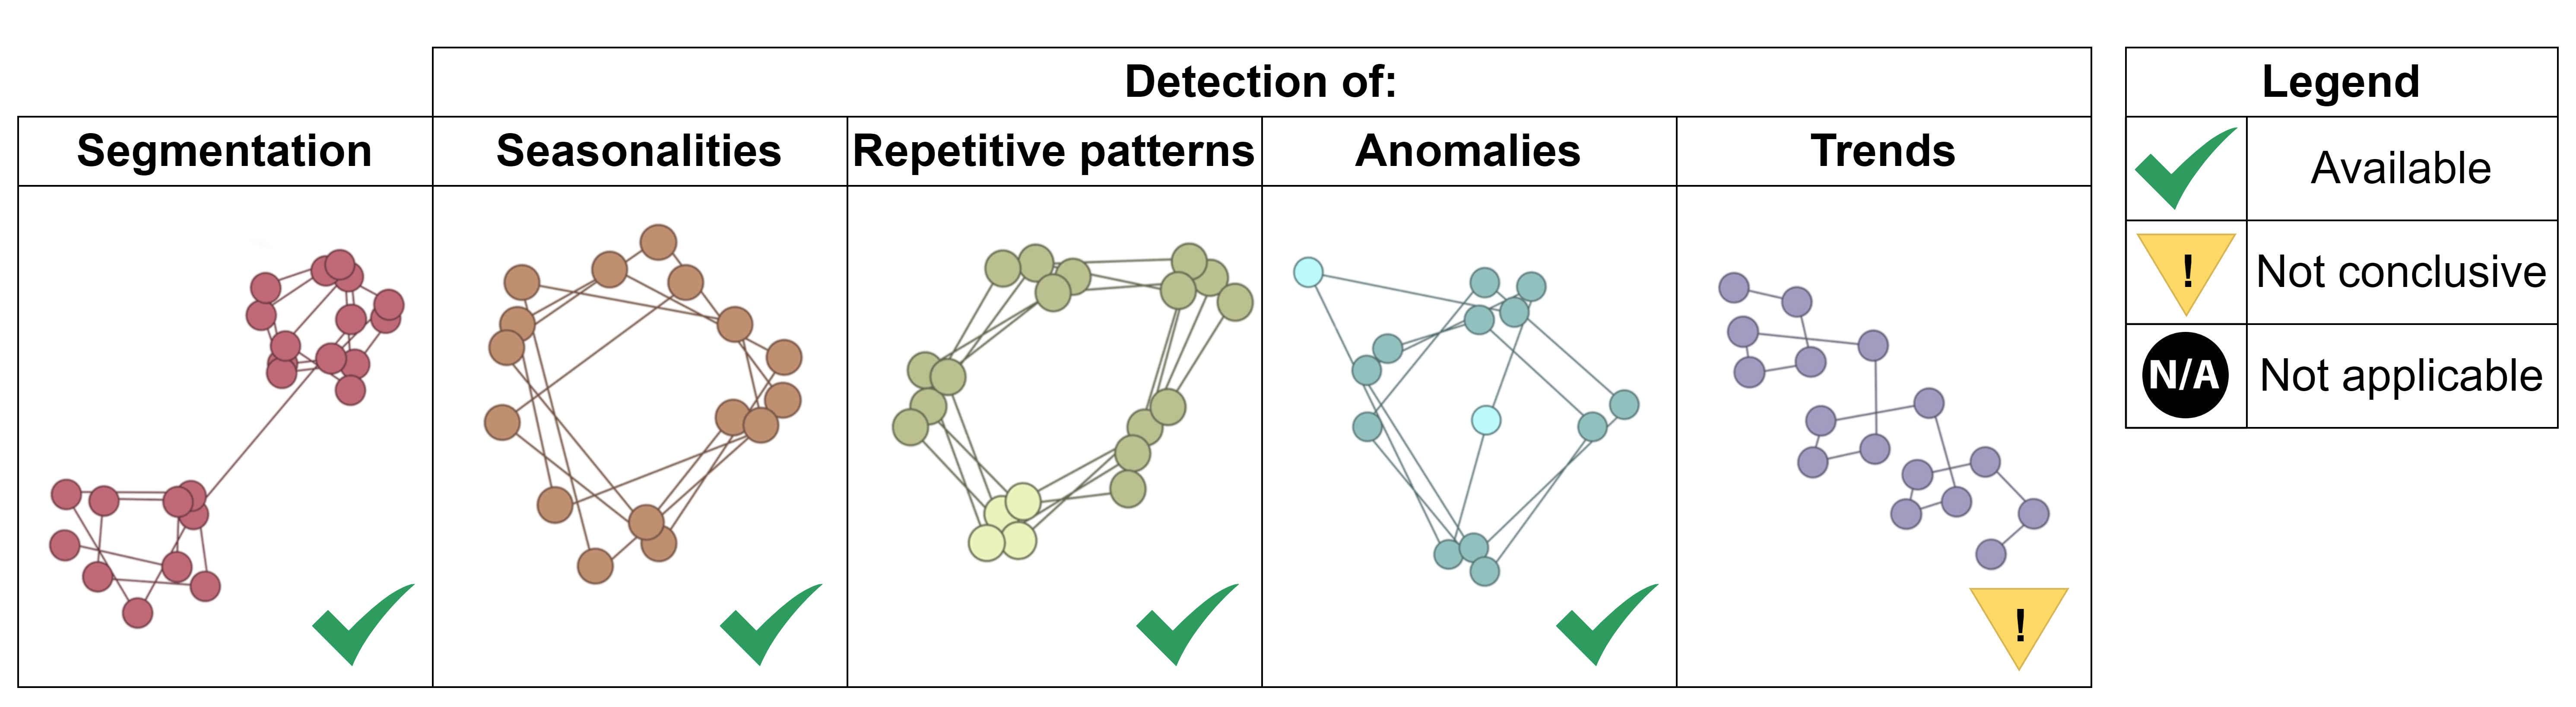 Detection of:
Segmentation
Seasonalities
Repetitive patterns
Anomalies
Trends
!
Legend
Available
!
Not conclusive
N/A
Not applicable